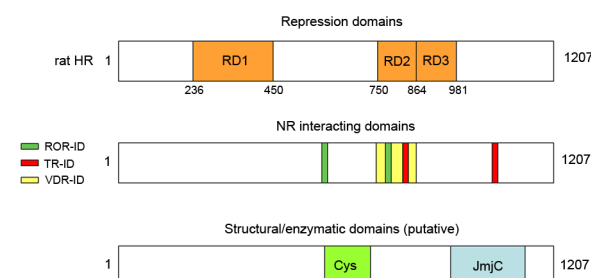 Repression domains
rat HR 1 RD1 RD2 RD3 1207
236 450 750 864 981
NR interacting domains
ROR-ID
TR-ID 1 1207
VDR-ID
Structural/enzymatic domains (putative)
1 Cys JmjC 1207